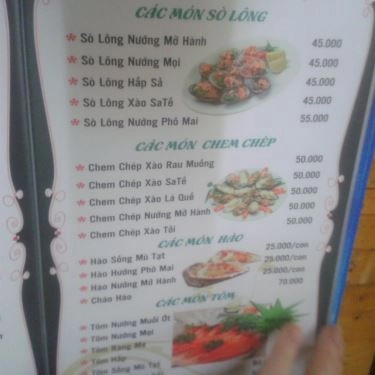 CÁC MÓN SÒ LÔNG
Sò Lông Nướng Mỡ Hành 45.000
Sò Lông Nướng Mọi 45.000
Sò Lông Hấp Sả 45.000
Sò Lông Xào SaTế 45.000
Sò Lông Nướng Phô Mai 55.000
CÁC MÓN CHEM CHÉP
Chem Chép Xào Rau Muống 50.000
Chem Chép Xào SaTế 50.000
Chem Chép Xào Lá Quế 50.000
Chem Chép Nướng Mỡ Hành 50.000
Chem Chép Xào Tỏi 50.000
CÁC MÓN HÀO
Hào Sống Mù Tạt 25.000/con
Hào Hướng Phô Mai 25.000/con
Hào Nướng Mỡ Hành 25.000/con
Cháo Hào 70.000
CÁC MÓN TÔM
Tôm Nướng Muối Ớt
Tôm Nướng Mọi
Tôm Rang Me
Tôm Hấp
Tôm Sống Mù Tạt